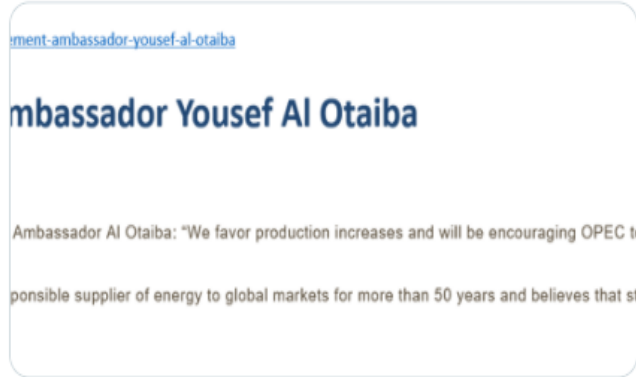 ement-ambassador-yousef-al-otaiba
mbassador Yousef Al Otaiba
Ambassador Al Otaiba: “We favor production increases and will be encouraging OPEC t
ponsible supplier of energy to global markets for more than 50 years and believes that st